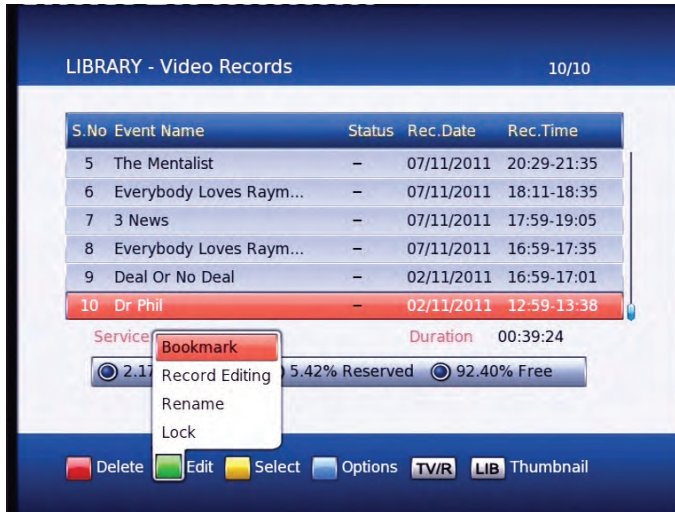 LIBRARY - Video Records 10/10
S.No Event Name Status Rec.Date Rec.Time
5 The Mentalist – 07/11/2011 20:29-21:35
6 Everybody Loves Raym... – 07/11/2011 18:11-18:35
7 3 News – 07/11/2011 17:59-19:05
8 Everybody Loves Raym... – 07/11/2011 16:59-17:35
9 Deal Or No Deal – 02/11/2011 16:59-17:01
10 Dr Phil – 02/11/2011 12:59-13:38
Service Duration 00:39:24
Bookmark
5.42% Reserved 92.40% Free
Record Editing
Rename
Lock
Delete Edit Select Options TV/R LIB Thumbnail